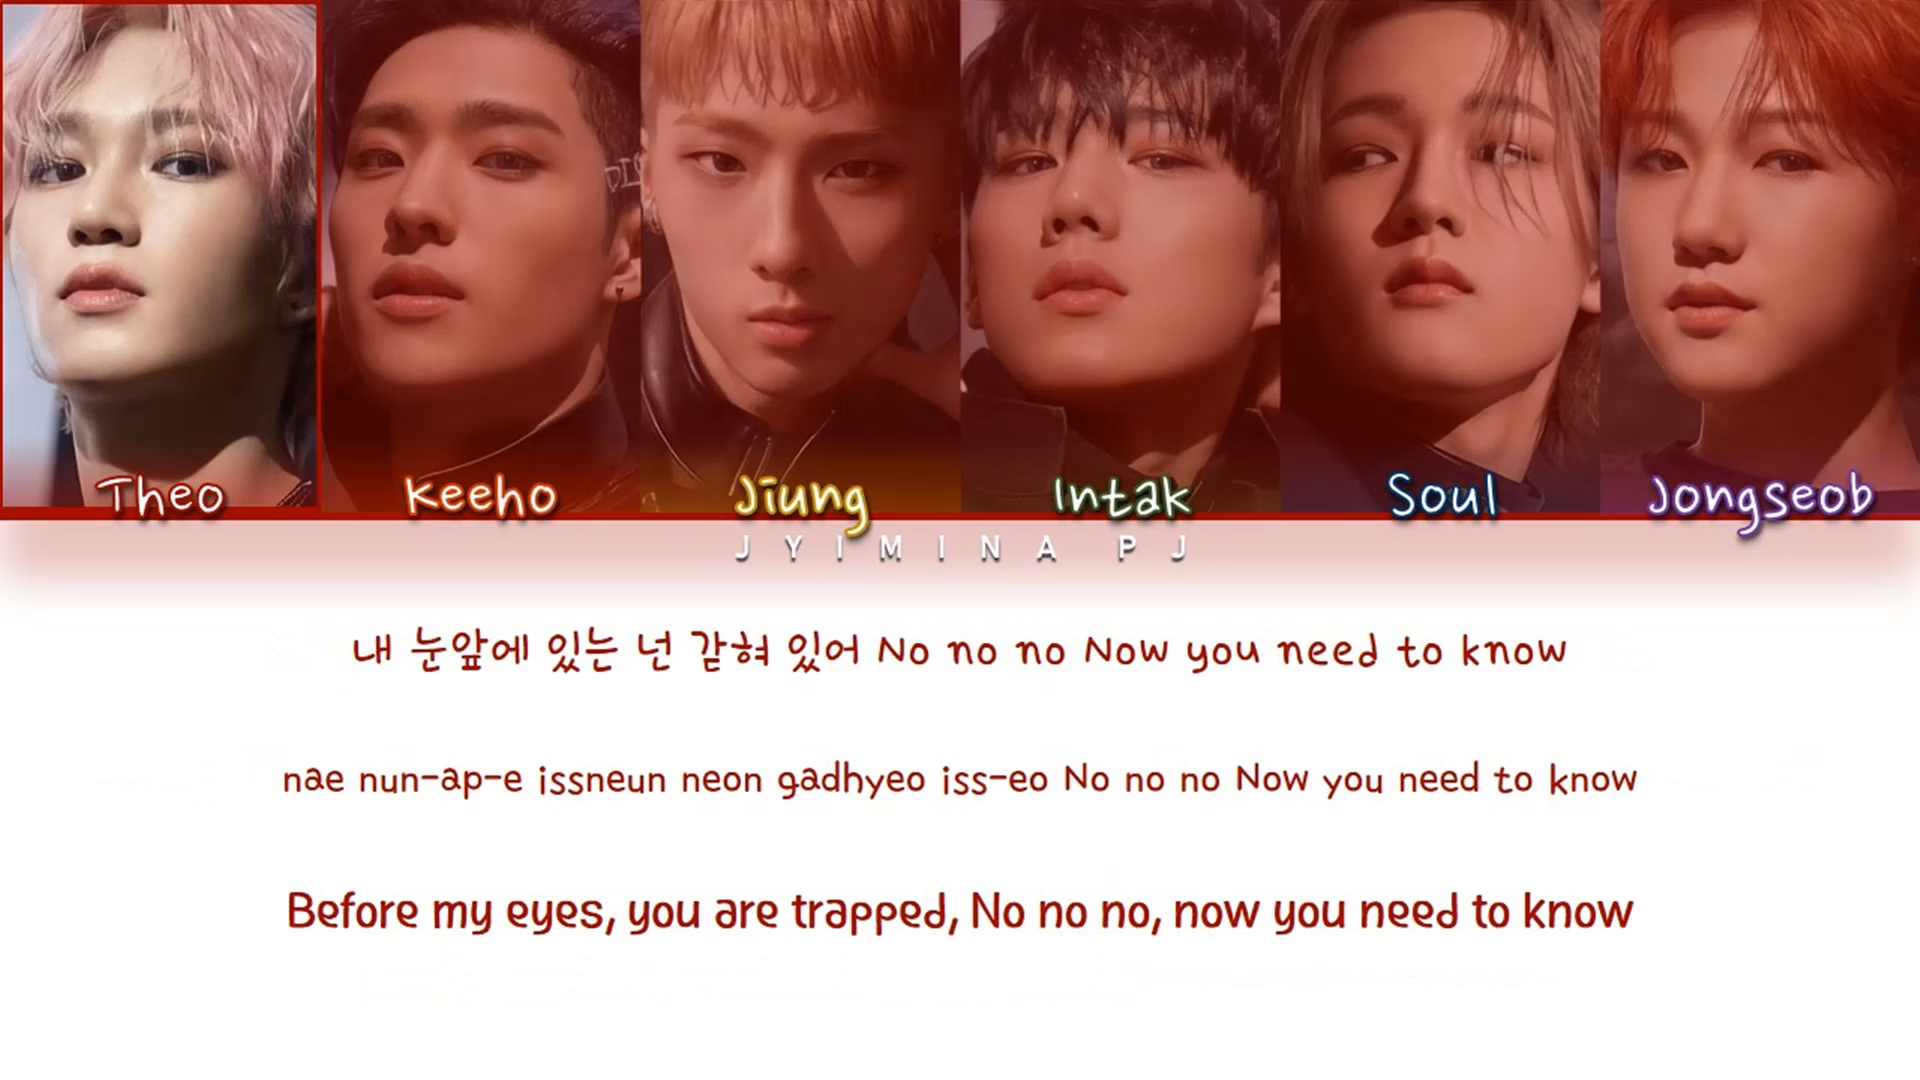 Theo Keeho Jiung Intak Soul Jongseob
JYIMINA PJ
내 눈앞에 있는 넌 갇혀 있어 No no no Now you need to know
nae nun-ap-e issneun neon gadhyeo iss-eo No no no Now you need to know
Before my eyes, you are trapped, No no no, now you need to know